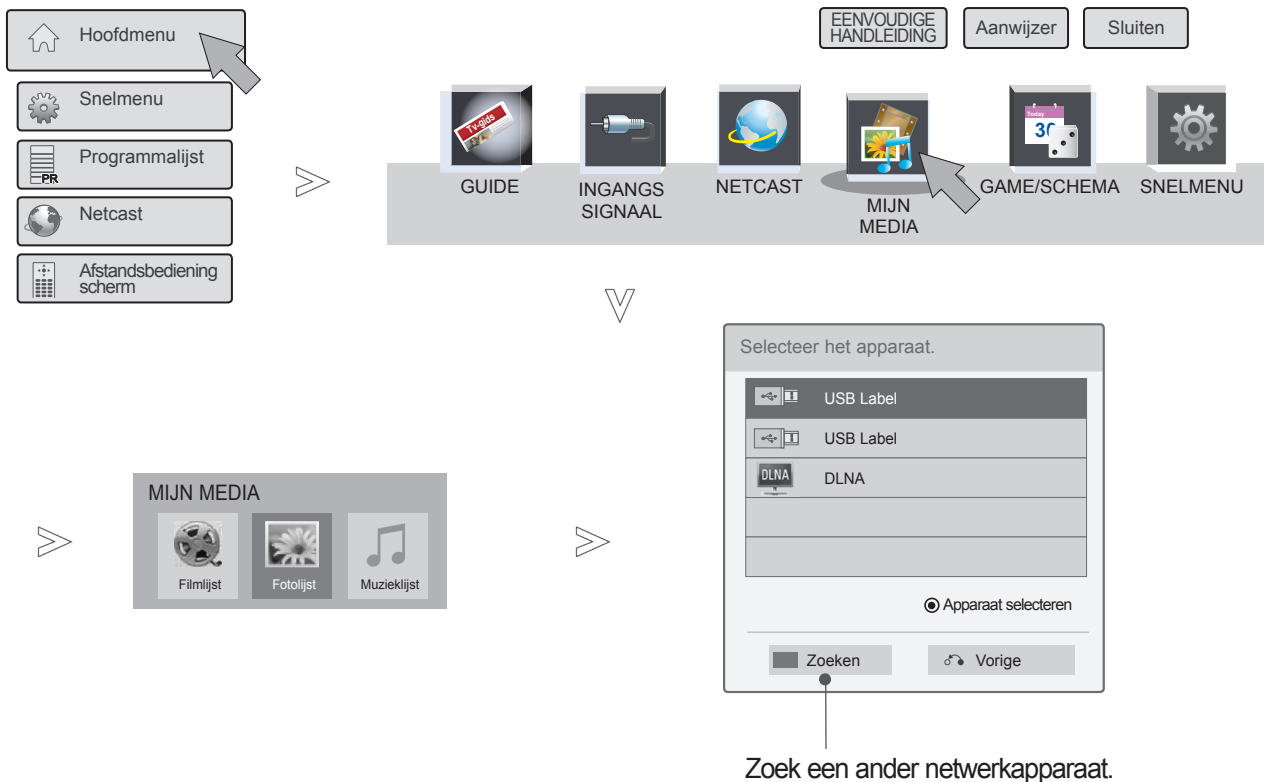 Hoofdmenu
Snelmenu
PR
Programmalijst
Netcast
Afstandsbediening
scherm
EENVOUDIGE
HANDLEIDING
Aanwijzer
Sluiten
Tv-gids
Today
30
GUIDE
INGANGS
SIGNAAL
NETCAST
MIJN
MEDIA
GAME/SCHEMA
SNELMENU
Selecteer het apparaat.
USB Label
USB Label
DLNA
DLNA
Apparaat selecteren
Zoeken
Vorige
Zoek een ander netwerkapparaat.
MIJN MEDIA
Filmlijst
Fotolijst
Muzieklijst